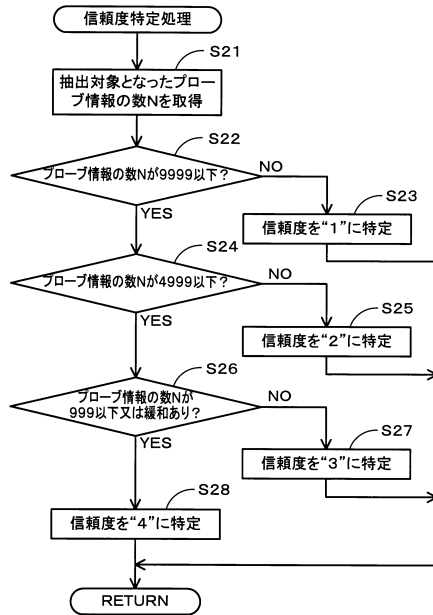 信頼度特定処理
S21
抽出対象となったプロー
ブ情報の数Nを取得
S22
プローブ情報の数Nが9999以下？
NO
YES
S23
信頼度を“1”に特定
S24
プローブ情報の数Nが4999以下？
NO
YES
S25
信頼度を“2”に特定
S26
プローブ情報の数Nが
999以下又は緩和あり？
NO
YES
S27
信頼度を“3”に特定
S28
信頼度を“4”に特定
RETURN